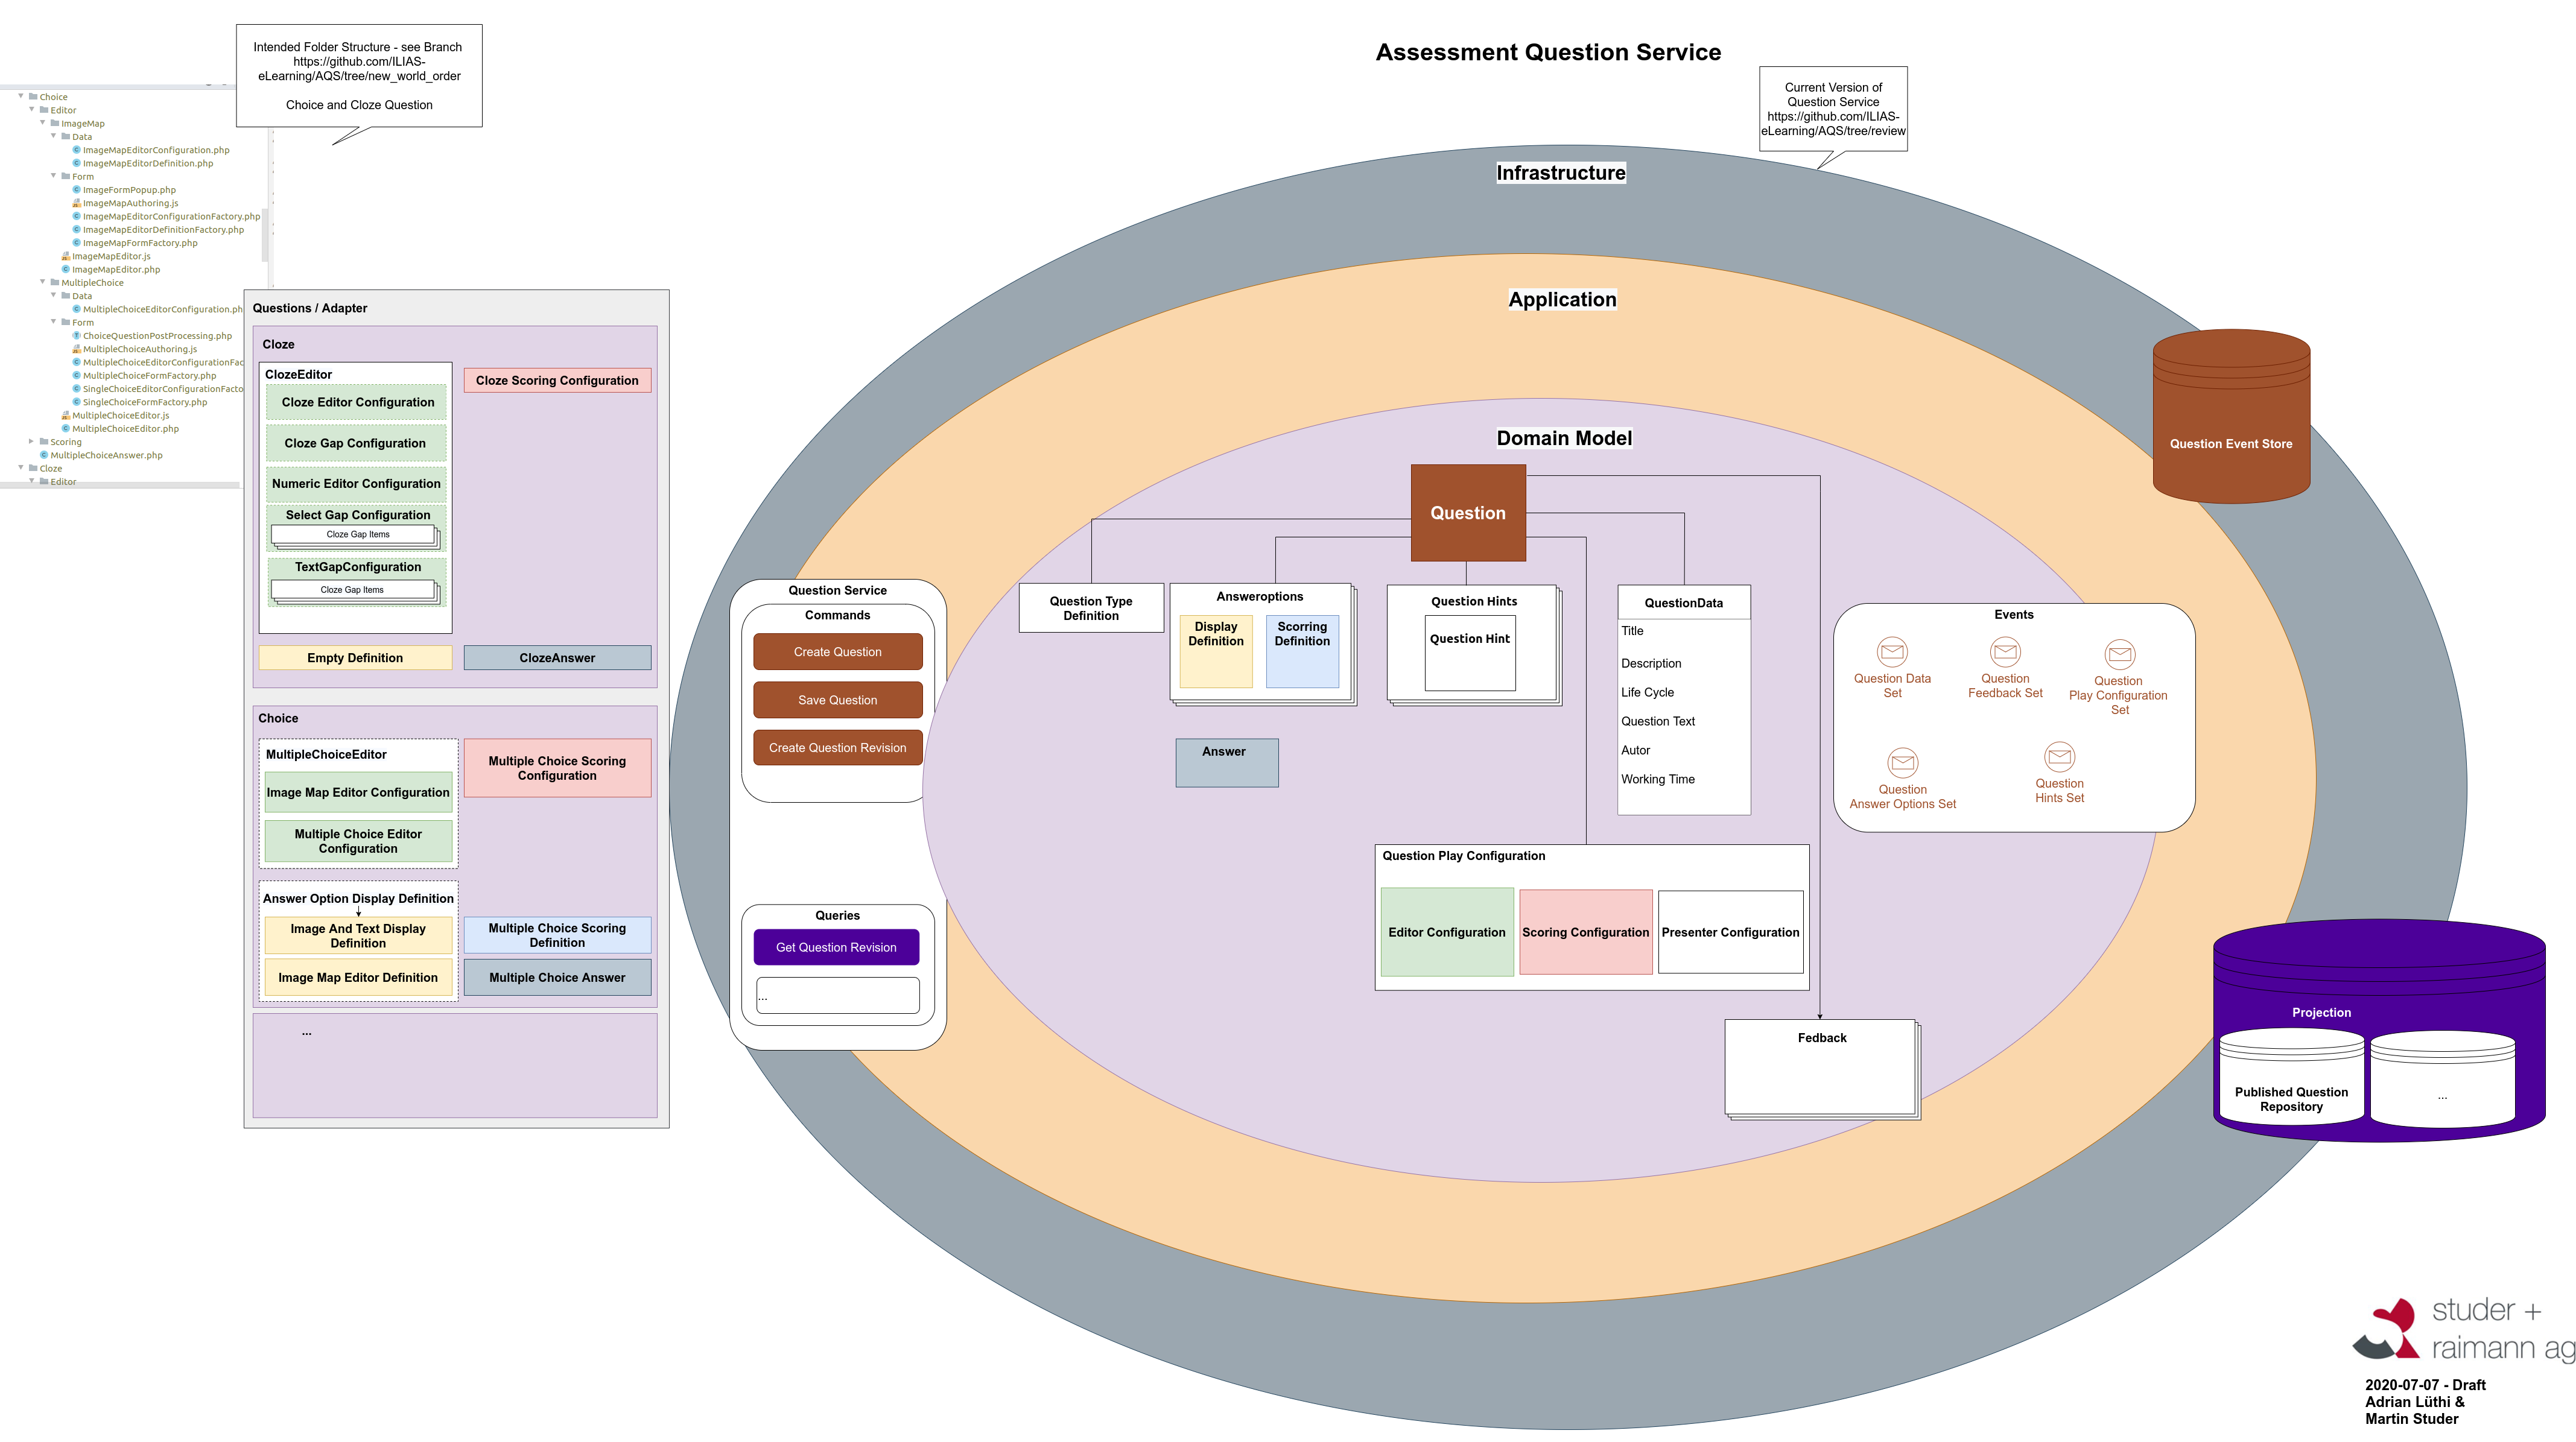 Assessment Question Service
Intended Folder Structure - see Branch
https://github.com/ILIAS-
eLearning/AQS/tree/new_world_order
Choice and Cloze Question
Current Version of
Question Service
https://github.com/ILIAS-
eLearning/AQS/tree/review
Choice
Editor
ImageMap
Data
ImageMapEditorConfiguration.php
ImageMapEditorDefinition.php
Form
ImageFormPopup.php
ImageMapAuthoring.js
ImageMapEditorConfigurationFactory.php
ImageMapEditorDefinitionFactory.php
ImageMapFormFactory.php
ImageMapEditor.js
ImageMapEditor.php
MultipleChoice
Data
MultipleChoiceEditorConfiguration.ph
Form
ChoiceQuestionPostProcessing.php
MultipleChoiceAuthoring.js
MultipleChoiceEditorConfigurationFac
MultipleChoiceFormFactory.php
SingleChoiceEditorConfigurationFacto
SingleChoiceFormFactory.php
MultipleChoiceEditor.js
MultipleChoiceEditor.php
Scoring
MultipleChoiceAnswer.php
Cloze
Editor
Questions / Adapter
Cloze
ClozeEditor
Cloze Editor Configuration
Cloze Gap Configuration
Numeric Editor Configuration
Select Gap Configuration
Cloze Gap Items
TextGapConfiguration
Cloze Gap Items
Cloze Scoring Configuration
Empty Definition
ClozeAnswer
Choice
MultipleChoiceEditor
Image Map Editor Configuration
Multiple Choice Editor
Configuration
Multiple Choice Scoring
Configuration
Answer Option Display Definition
Image And Text Display
Definition
Image Map Editor Definition
Multiple Choice Scoring
Definition
Multiple Choice Answer
...
Infrastructure
Application
Domain Model
Question Service
Commands
Create Question
Save Question
Create Question Revision
Queries
Get Question Revision
...
Question
Question Type
Definition
Answeroptions
Display
Definition
Scorring
Definition
Question Hints
Question Hint
QuestionData
Title
Description
Life Cycle
Question Text
Autor
Working Time
Answer
Question Play Configuration
Editor Configuration
Scoring Configuration
Presenter Configuration
Fedback
Events
Question Data
Set
Question
Feedback Set
Question
Play Configuration
Set
Question
Answer Options Set
Question
Hints Set
Question Event Store
Projection
Published Question
Repository
...
studer +
raimann ag
2020-07-07 - Draft
Adrian Lüthi &
Martin Studer